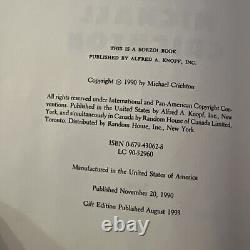 THIS IS A BORZOI BOOK
PUBLISHED BY ALFRED A. KNOPF, INC.
Copyright © 1990 by Michael Crichton
All rights reserved under International and Pan-American Copyright Con-
ventions. Published in the United States by Alfred A. Knopf, Inc., New
York, and simultaneously in Canada by Random House of Canada Limited,
Toronto. Distributed by Random House, Inc., New York.
ISBN 0-679-43062-8
LC 90-52960
Manufactured in the United States of America
Published November 20, 1990
Gift Edition Published August 1993